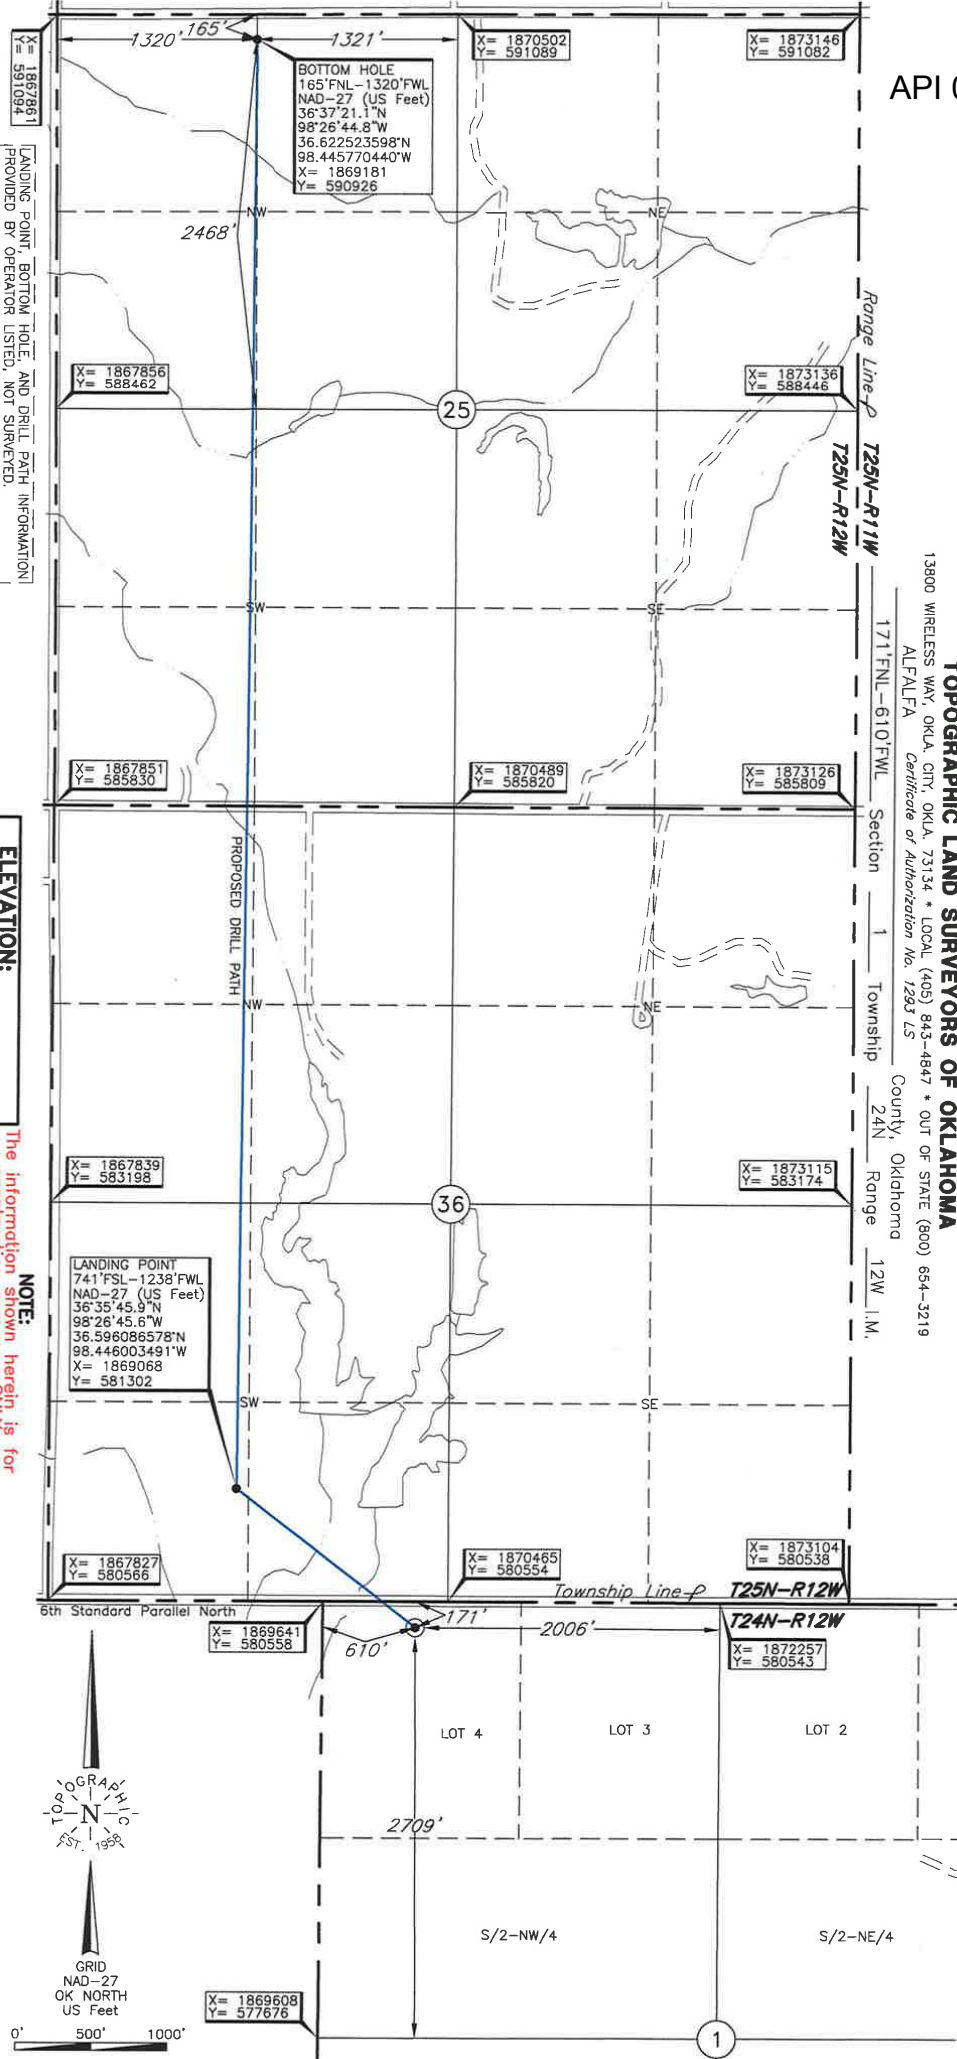 API 0
165'
1320'
1321'
X= 1867861
Y= 591094
X= 1870502
Y= 591089
X= 1873146
Y= 591082
BOTTOM HOLE
165'FNL-1320'FWL
NAD-27 (US Feet)
36°37'21.1"N
98°26'44.8"W
36.622523598°N
98.445770440°W
X= 1869181
Y= 590926
LANDING POINT, BOTTOM HOLE, AND DRILL PATH INFORMATION
PROVIDED BY OPERATOR LISTED, NOT SURVEYED.
NW
NE
2468'
Range Line
X= 1867856
Y= 588462
X= 1873136
Y= 588446
25
T25N-R11W
T25N-R12W
SW
SE
TOPOGRAPHIC LAND SURVEYORS OF OKLAHOMA
13800 WIRELESS WAY, OKLA. CITY, OKLA. 73134 * LOCAL (405) 843-4847 * OUT OF STATE (800) 654-3219
Certificate of Authorization No. 1293 LS
ALFALFA County, Oklahoma
171'FNL-610'FWL Section 1 Township 24N Range 12W I.M.
X= 1867851
Y= 585830
X= 1870489
Y= 585820
X= 1873126
Y= 585809
PROPOSED DRILL PATH
ELEVATION:
NW
NE
X= 1867839
Y= 583198
X= 1873115
Y= 583174
36
NOTE:
The information shown herein is for
LANDING POINT
741'FSL-1238'FWL
NAD-27 (US Feet)
36°35'45.9"N
98°26'45.6"W
36.596086578°N
98.446003491°W
X= 1869068
Y= 581302
SW
SE
X= 1867827
Y= 580566
X= 1870465
Y= 580554
X= 1873104
Y= 580538
Township Line
T25N-R12W
6th Standard Parallel North
T24N-R12W
X= 1869641
Y= 580558
171'
610'
2006'
X= 1872257
Y= 580543
LOT 4
LOT 3
LOT 2
TOPOGRAPHIC
N
EST. 1958
2709'
S/2-NW/4
S/2-NE/4
GRID
NAD-27
OK NORTH
US Feet
0' 500' 1000'
X= 1869608
Y= 577676
1